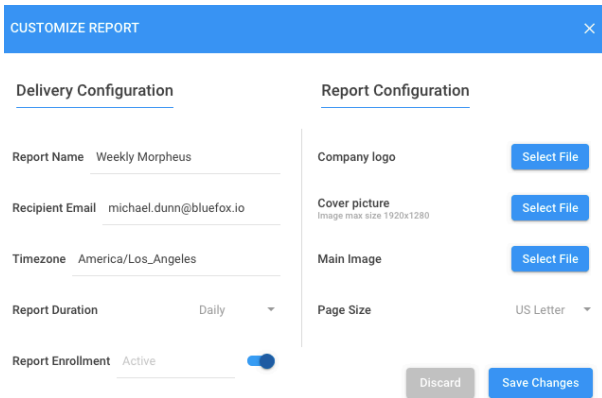 CUSTOMIZE REPORT
Delivery Configuration
Report Name Weekly Morpheus
Recipient Email michael.dunn@bluefox.io
Timezone America/Los_Angeles
Report Duration Daily
Report Enrollment Active
Report Configuration
Company logo Select File
Cover picture Select File
Image max size 1920x1280
Main Image Select File
Page Size US Letter
Discard Save Changes